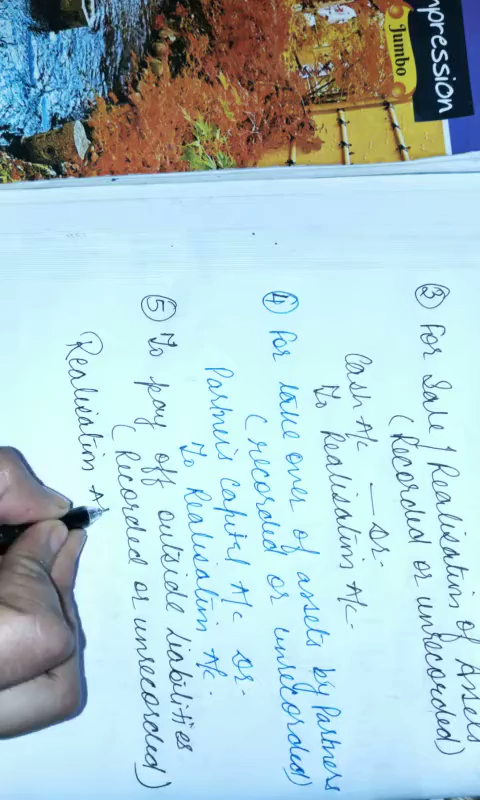 mpression
Jumbo
③ For Sale / Realisation of Assets
(Recorded or unrecorded)
Cash A/c — Dr.
To Realisation A/c.
④ For take over of assets by Partners
(recorded or unrecorded)
Partner's Capital A/c Dr.
To Realisation A/c.
⑤ To pay off outside liabilities
(Recorded or unrecorded)
Realisation A